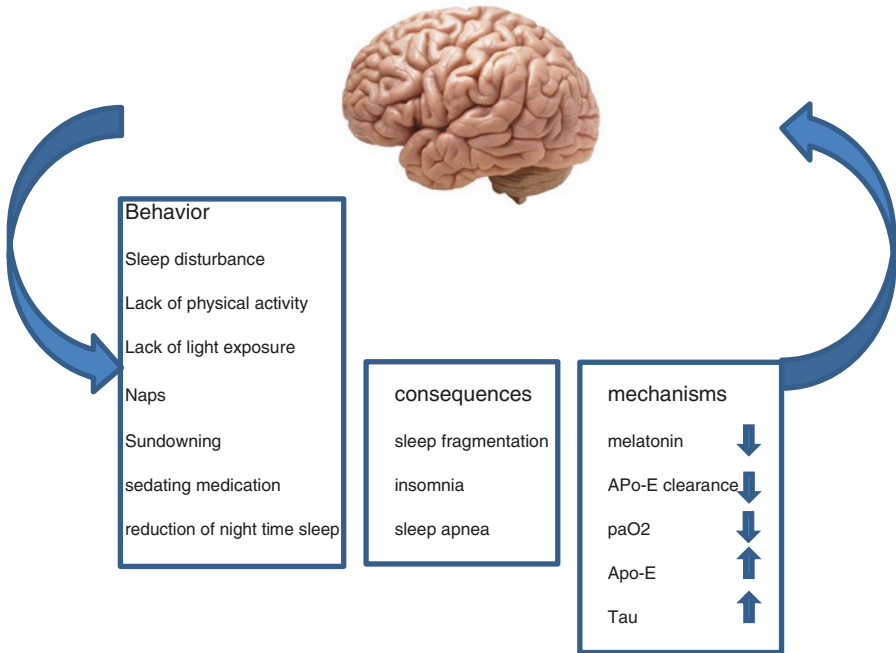 Behavior
Sleep disturbance
Lack of physical activity
Lack of light exposure
Naps
Sundowning
sedating medication
reduction of night time sleep
consequences
sleep fragmentation
insomnia
sleep apnea
mechanisms
melatonin
APo-E clearance
paO2
Apo-E
Tau